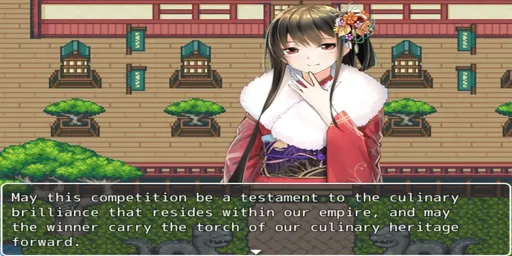 May this competition be a testament to the culinary
brilliance that resides within our empire, and may
the winner carry the torch of our culinary heritage
forward.